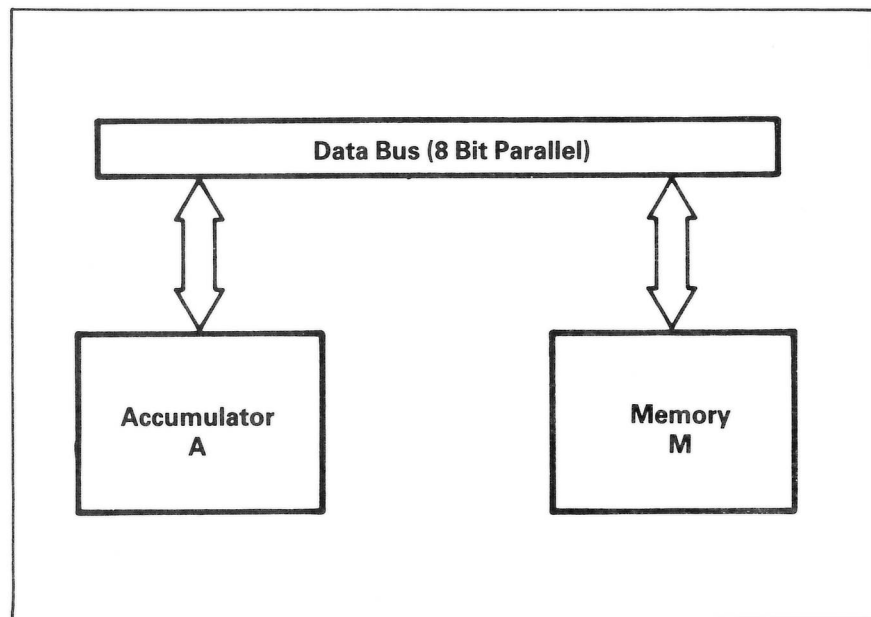 Data Bus (8 Bit Parallel)
Accumulator
A
Memory
M